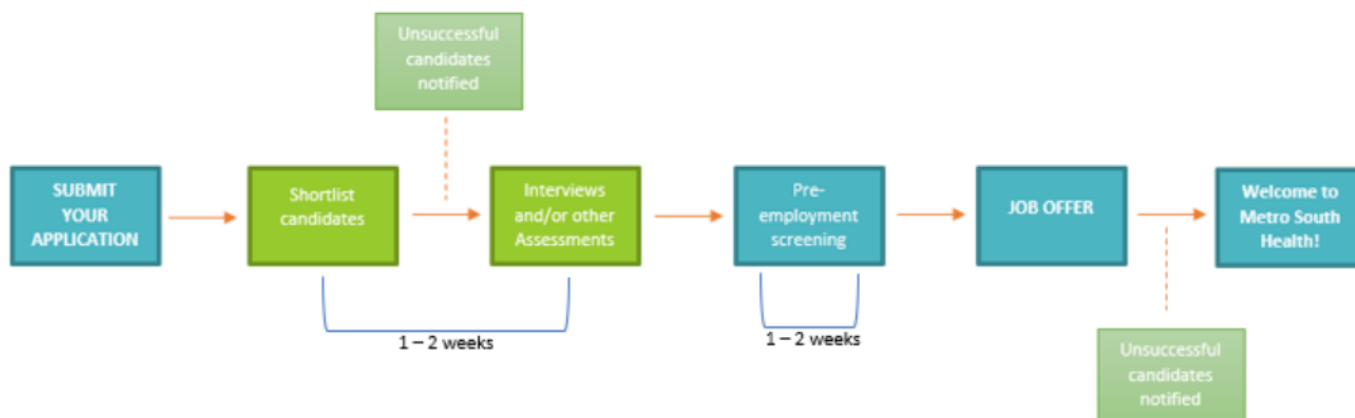 Unsuccessful
candidates
notified
SUBMIT
YOUR
APPLICATION
Shortlist
candidates
Interviews
and/or other
Assessments
Pre-
employment
screening
JOB OFFER
Welcome to
Metro South
Health!
1 – 2 weeks
1 – 2 weeks
Unsuccessful
candidates
notified